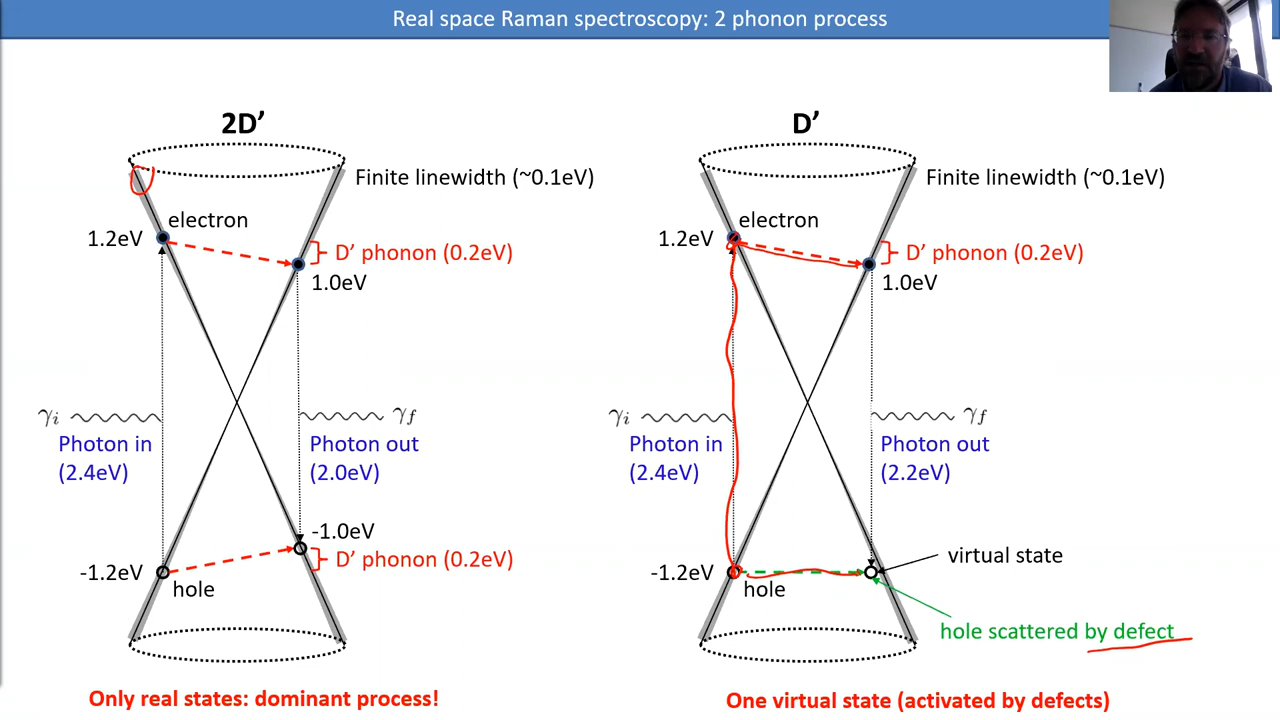 Real space Raman spectroscopy: 2 phonon process
2D’
Finite linewidth (~0.1eV)
electron
1.2eV
D’ phonon (0.2eV)
1.0eV
γi
γf
Photon in
(2.4eV)
Photon out
(2.0eV)
-1.0eV
D’ phonon (0.2eV)
-1.2eV
hole
Only real states: dominant process!
D’
Finite linewidth (~0.1eV)
electron
1.2eV
D’ phonon (0.2eV)
1.0eV
γi
γf
Photon in
(2.4eV)
Photon out
(2.2eV)
virtual state
-1.2eV
hole
hole scattered by defect
One virtual state (activated by defects)